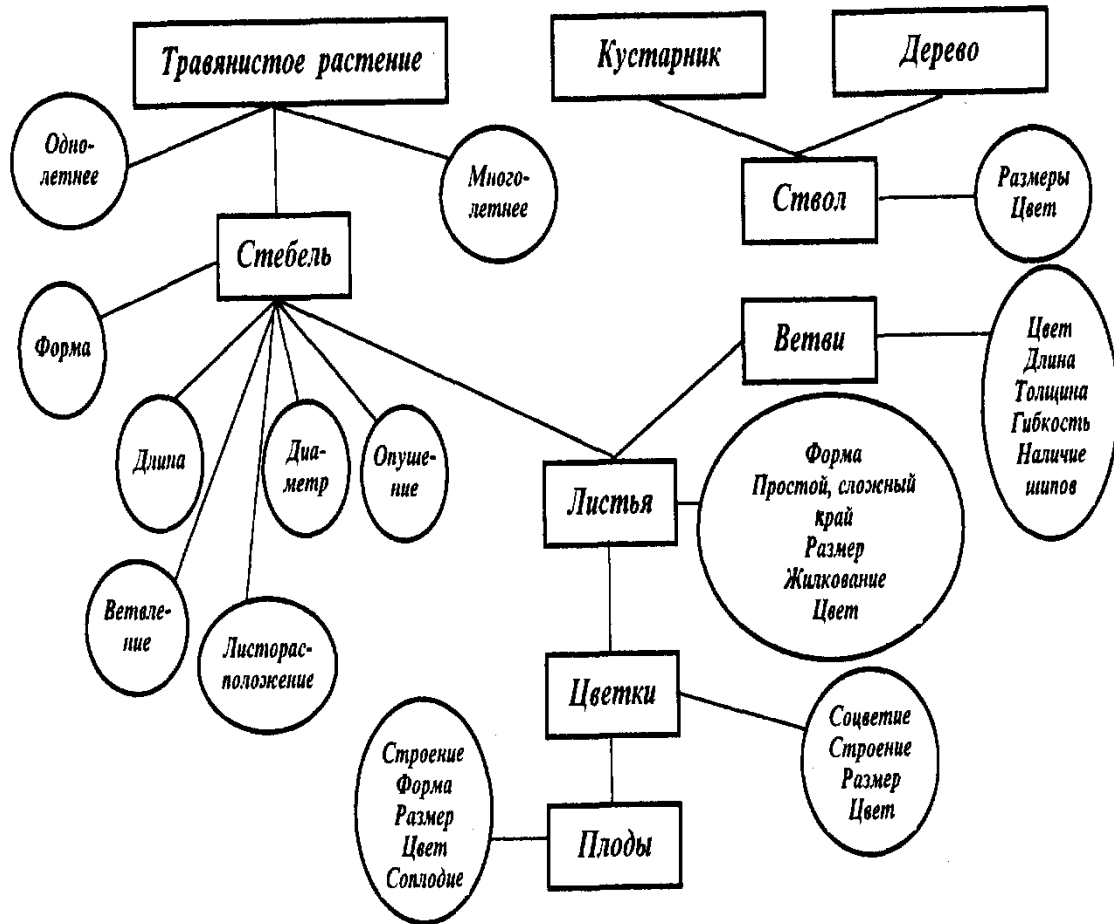 Травянистое растение
Кустарник
Дерево
Одно-
летнее
Много-
летнее
Ствол
Размеры
Цвет
Стебель
Форма
Ветви
Цвет
Длина
Толщина
Гибкость
Наличие
шипов
Длина
Диа-
метр
Опуше-
ние
Листья
Форма
Простой, сложный
край
Размер
Жилкование
Цвет
Ветвле-
ние
Листорас-
положение
Цветки
Соцветие
Строение
Размер
Цвет
Строение
Форма
Размер
Цвет
Соплодие
Плоды